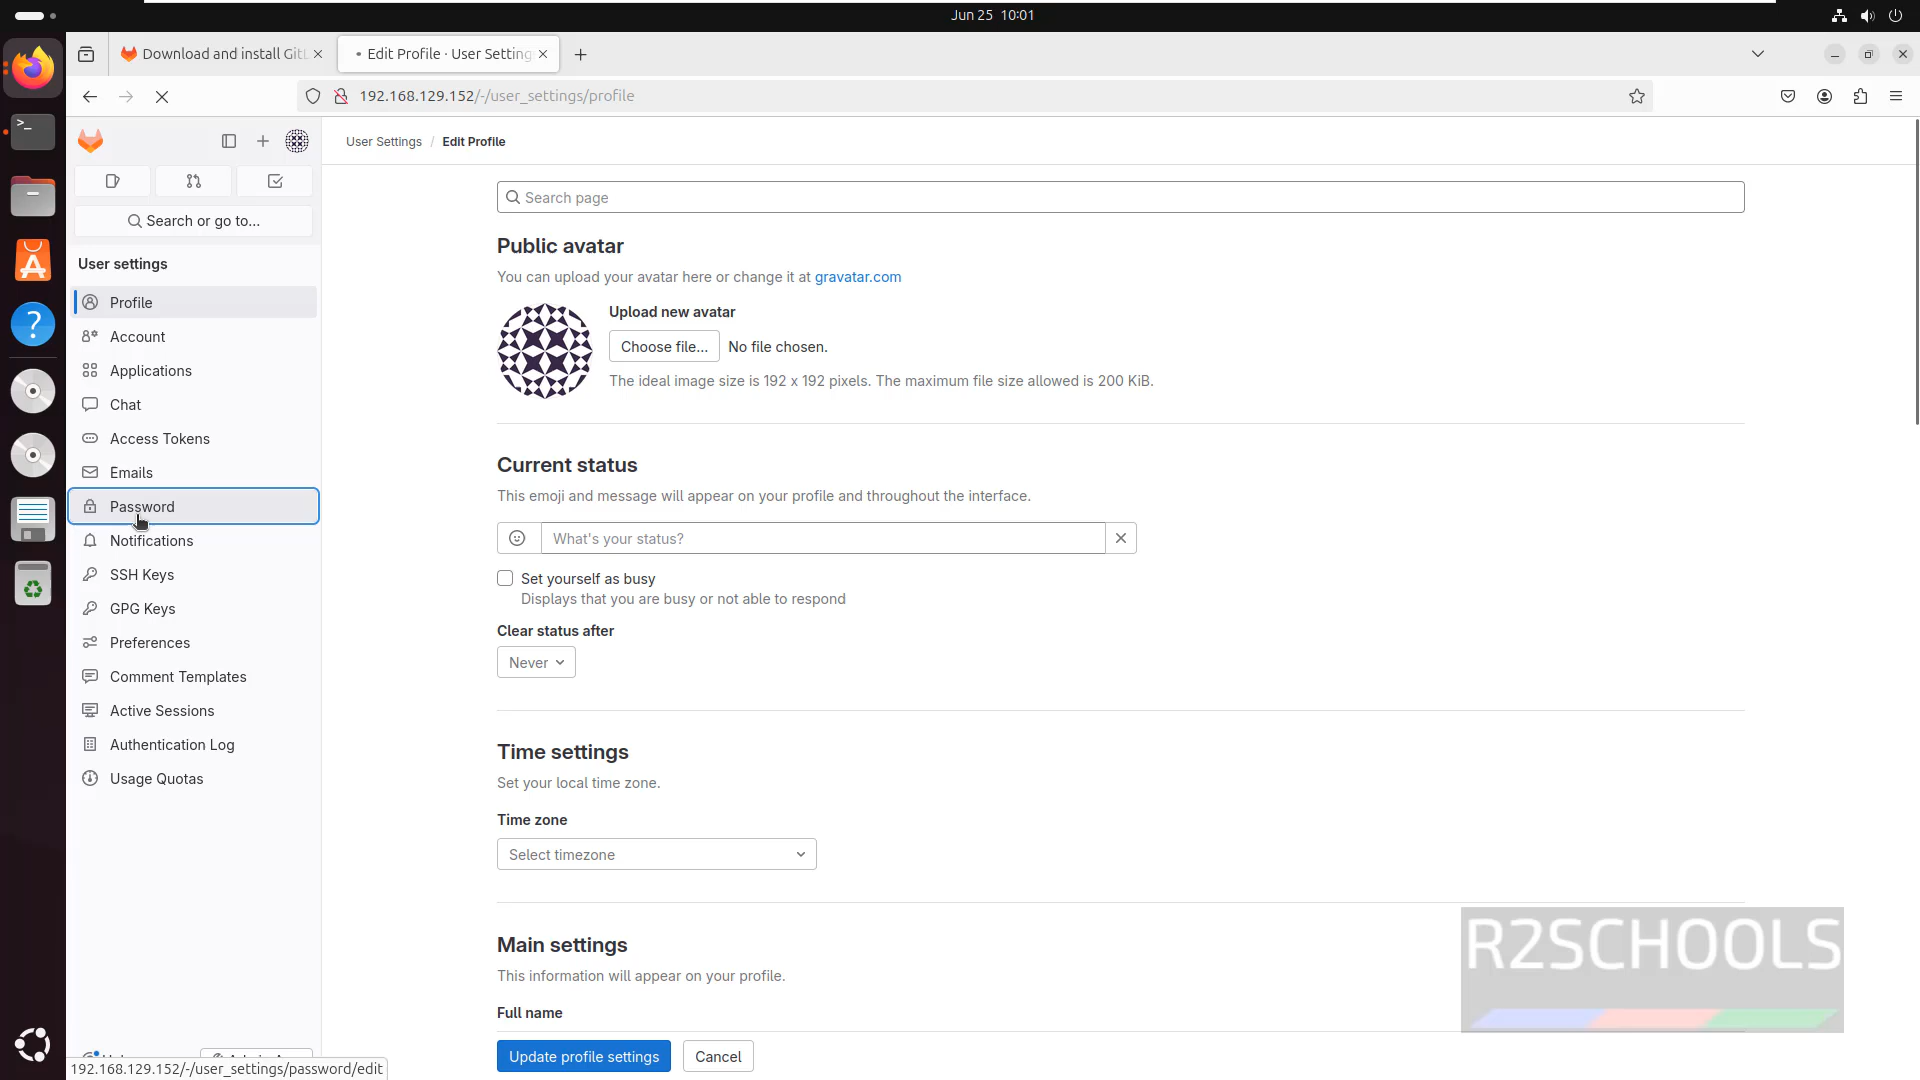 Jun 25 10:01
Download and install GitL
Edit Profile · User Setting
192.168.129.152/-/user_settings/profile
User Settings / Edit Profile
Search or go to...
User settings
Profile
Account
Applications
Chat
Access Tokens
Emails
Password
Notifications
SSH Keys
GPG Keys
Preferences
Comment Templates
Active Sessions
Authentication Log
Usage Quotas
192.168.129.152/-/user_settings/password/edit
Search page
Public avatar
You can upload your avatar here or change it at gravatar.com
Upload new avatar
Choose file... No file chosen.
The ideal image size is 192 x 192 pixels. The maximum file size allowed is 200 KiB.
Current status
This emoji and message will appear on your profile and throughout the interface.
What's your status?
Set yourself as busy
Displays that you are busy or not able to respond
Clear status after
Never
Time settings
Set your local time zone.
Time zone
Select timezone
Main settings
This information will appear on your profile.
Full name
Update profile settings Cancel
R2SCHOOLS